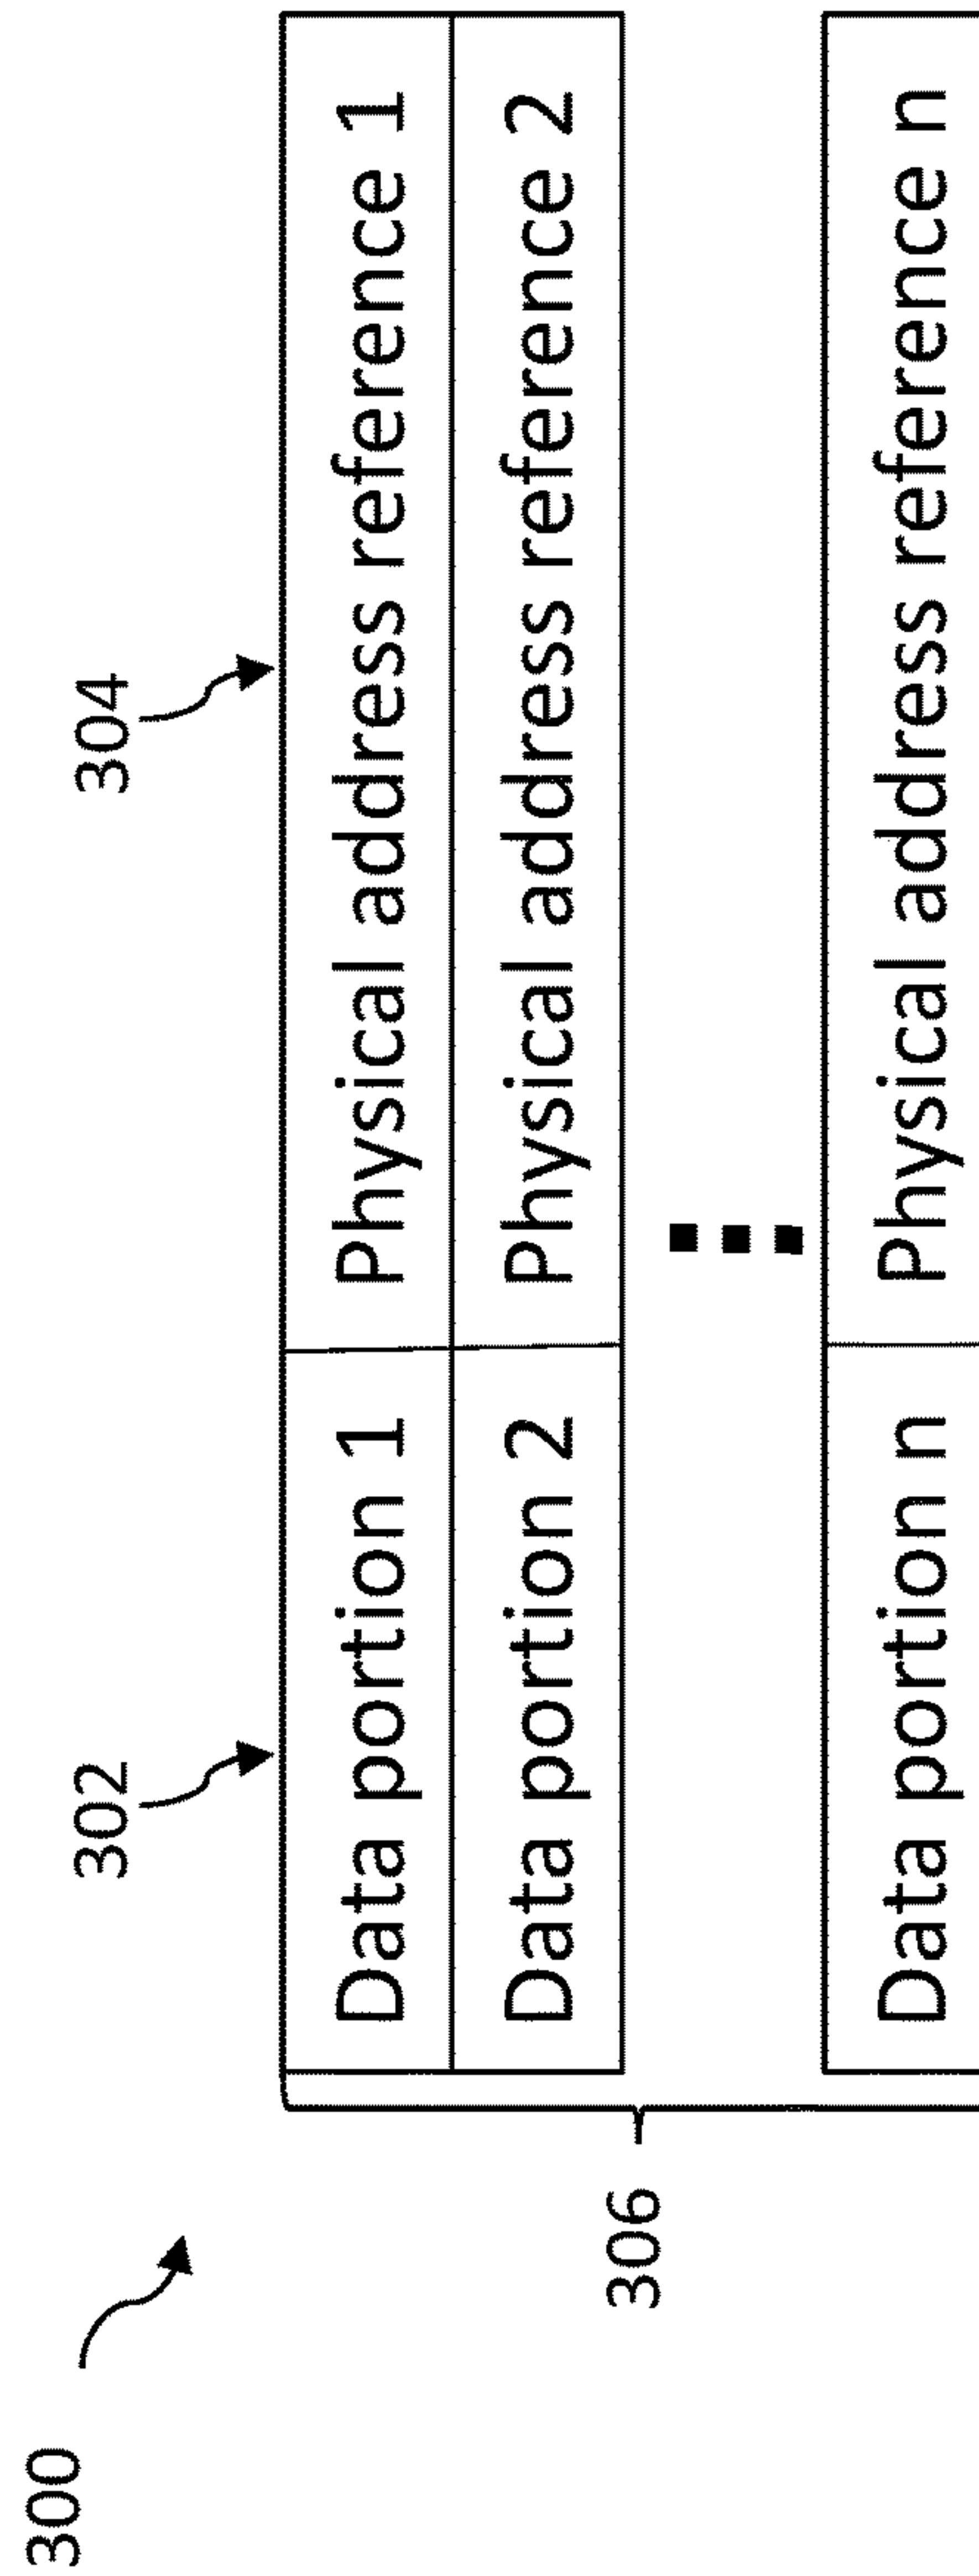 300
302
304
Data portion 1 Physical address reference 1
Data portion 2 Physical address reference 2
306
Data portion n Physical address reference n